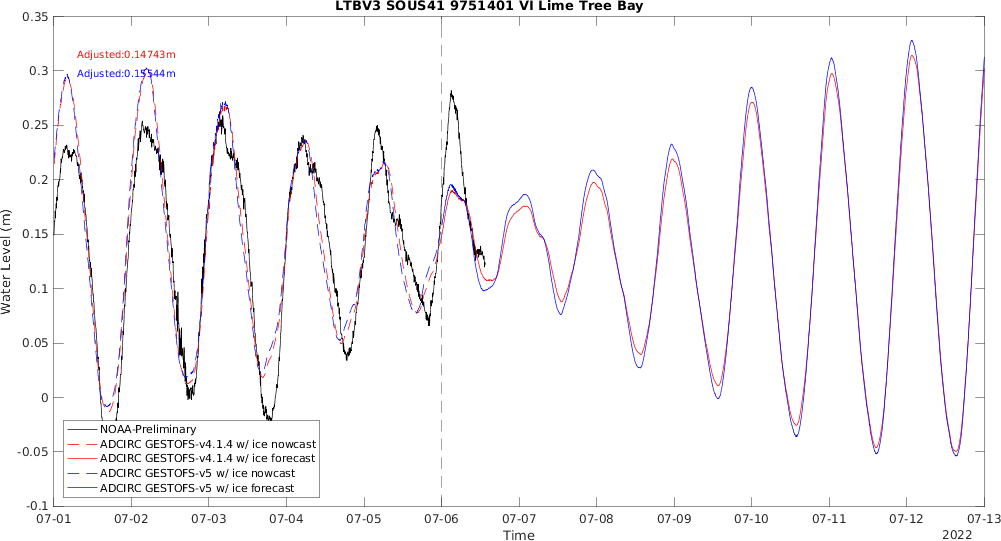 LTBV3 SOUS41 9751401 VI Lime Tree Bay
Adjusted:0.14743m
Adjusted:0.15544m
Water Level (m)
0.35
0.3
0.25
0.2
0.15
0.1
0.05
0
-0.05
-0.1
NOAA-Preliminary
ADCIRC GESTOFS-v4.1.4 w/ ice nowcast
ADCIRC GESTOFS-v4.1.4 w/ ice forecast
ADCIRC GESTOFS-v5 w/ ice nowcast
ADCIRC GESTOFS-v5 w/ ice forecast
07-01 07-02 07-03 07-04 07-05 07-06 07-07 07-08 07-09 07-10 07-11 07-12 07-13
Time
2022